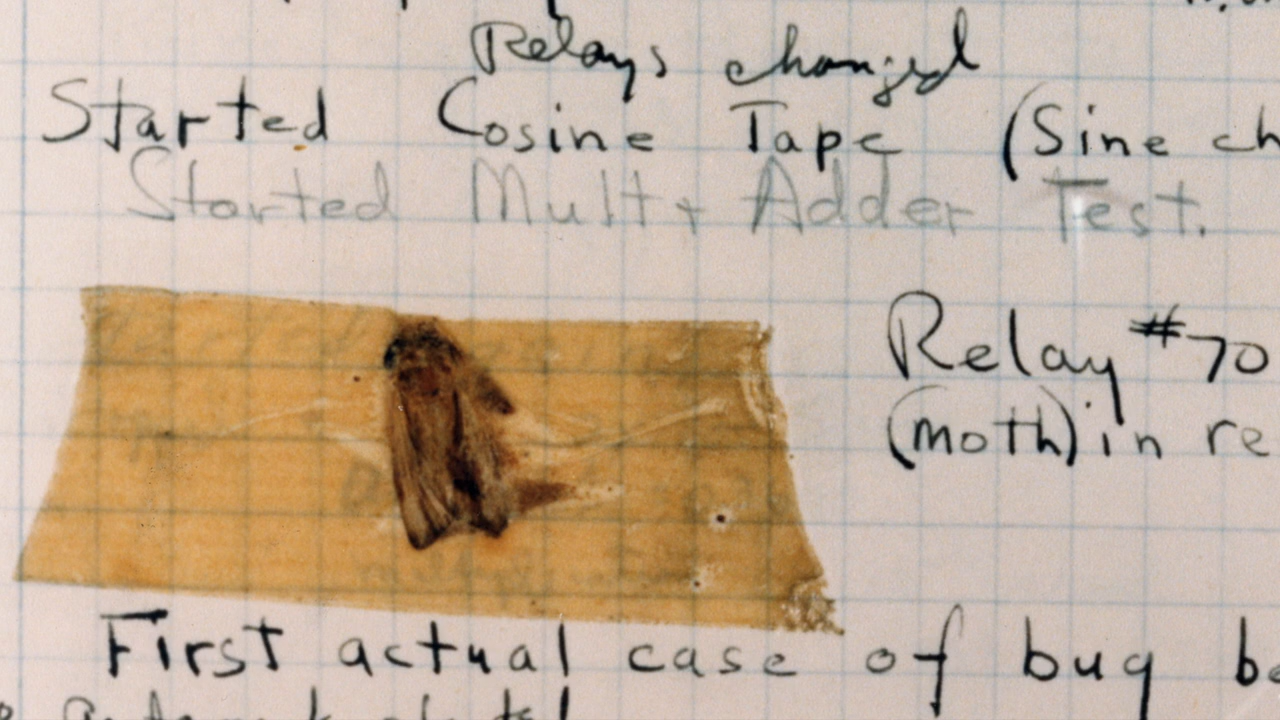 Relays changed
Started Cosine Tape (Sine ch
Started Mult + Adder Test.
Relay #70
(moth) in re
First actual case of bug be